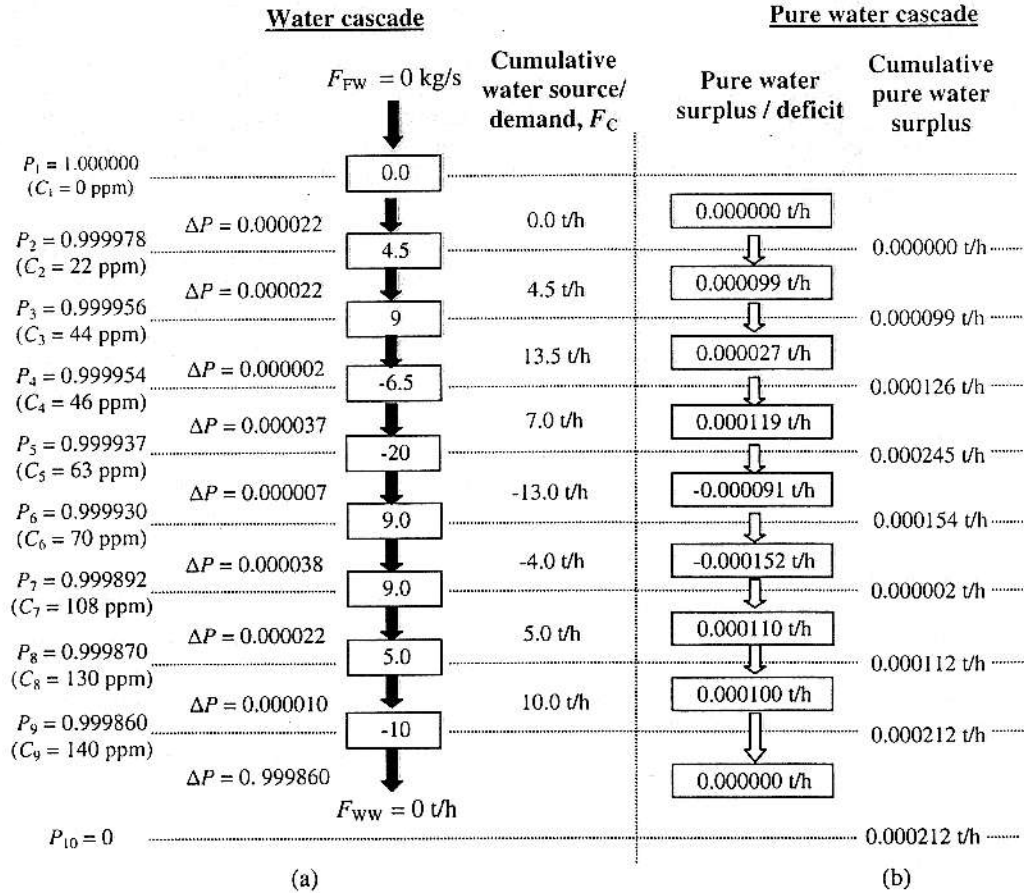 Water cascade
Pure water cascade
F_FW = 0 kg/s
Cumulative
water source/
demand, F_C
Pure water
surplus / deficit
Cumulative
pure water
surplus
P_1 = 1.000000
(C_1 = 0 ppm)
0.0
ΔP = 0.000022
0.0 t/h
0.000000 t/h
P_2 = 0.999978
(C_2 = 22 ppm)
4.5
0.000000 t/h
ΔP = 0.000022
4.5 t/h
0.000099 t/h
P_3 = 0.999956
(C_3 = 44 ppm)
9
0.000099 t/h
ΔP = 0.000002
13.5 t/h
0.000027 t/h
P_4 = 0.999954
(C_4 = 46 ppm)
-6.5
0.000126 t/h
ΔP = 0.000037
7.0 t/h
0.000119 t/h
P_5 = 0.999937
(C_5 = 63 ppm)
-20
0.000245 t/h
ΔP = 0.000007
-13.0 t/h
-0.000091 t/h
P_6 = 0.999930
(C_6 = 70 ppm)
9.0
0.000154 t/h
ΔP = 0.000038
-4.0 t/h
-0.000152 t/h
P_7 = 0.999892
(C_7 = 108 ppm)
9.0
0.000002 t/h
ΔP = 0.000022
5.0 t/h
0.000110 t/h
P_8 = 0.999870
(C_8 = 130 ppm)
5.0
0.000112 t/h
ΔP = 0.000010
10.0 t/h
0.000100 t/h
P_9 = 0.999860
(C_9 = 140 ppm)
-10
0.000212 t/h
ΔP = 0. 999860
0.000000 t/h
F_WW = 0 t/h
P_10 = 0
0.000212 t/h
(a)
(b)